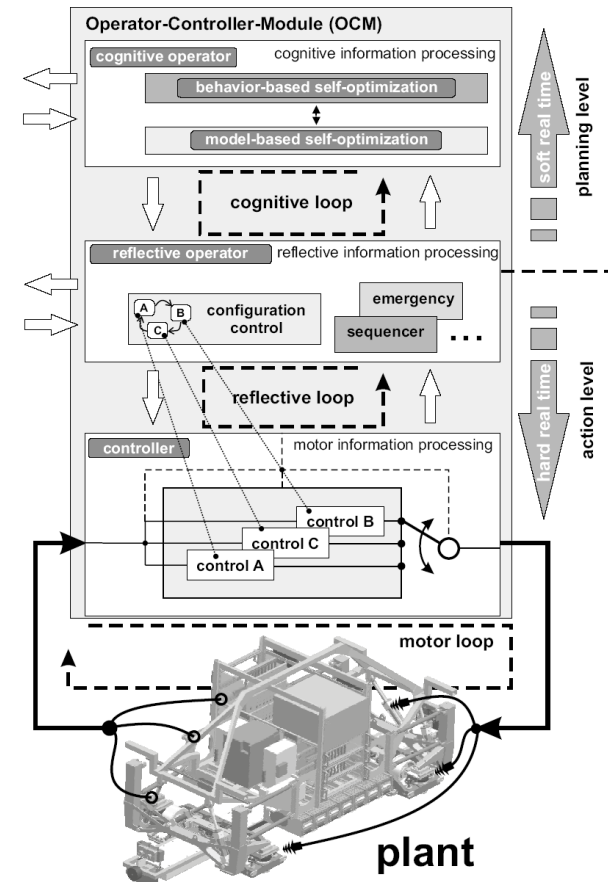 Operator-Controller-Module (OCM)
cognitive operator
cognitive information processing
behavior-based self-optimization
model-based self-optimization
soft real time
planning level
cognitive loop
reflective operator
reflective information processing
A
B
C
configuration
control
emergency
sequencer
...
hard real time
action level
reflective loop
controller
motor information processing
control B
control C
control A
motor loop
plant